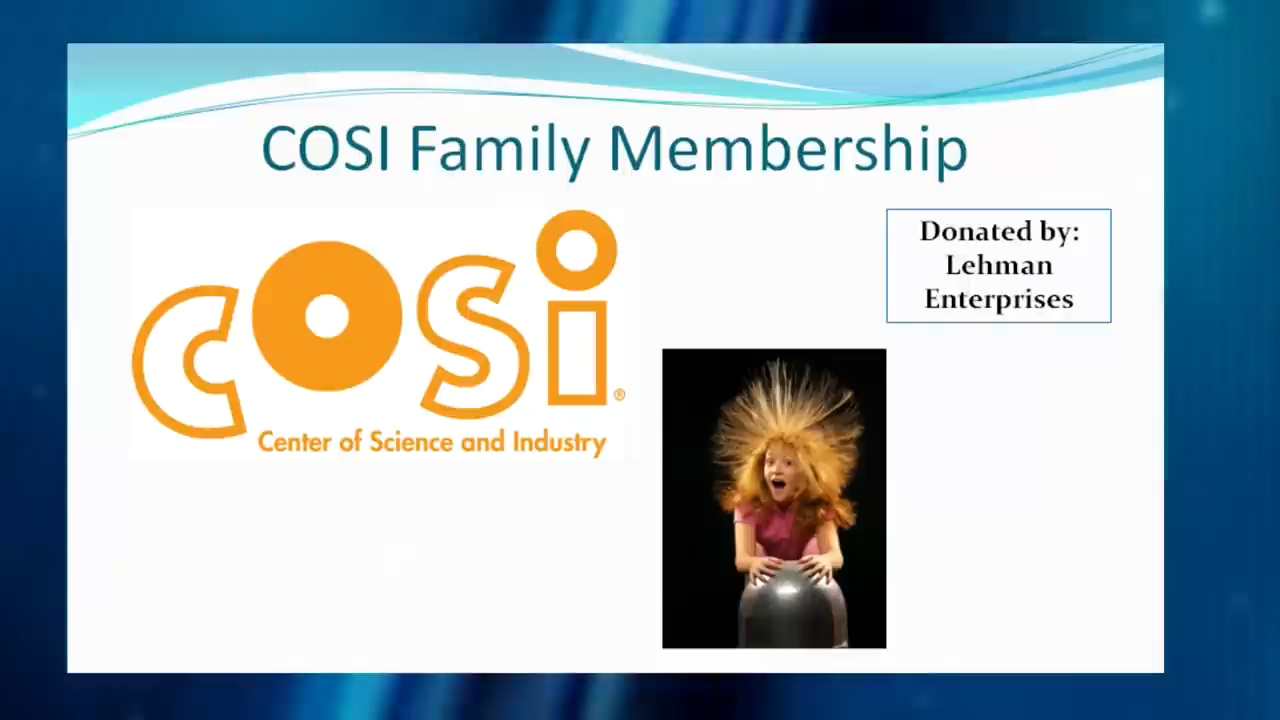 COSI Family Membership
cosi®
Center of Science and Industry
Donated by:
Lehman
Enterprises